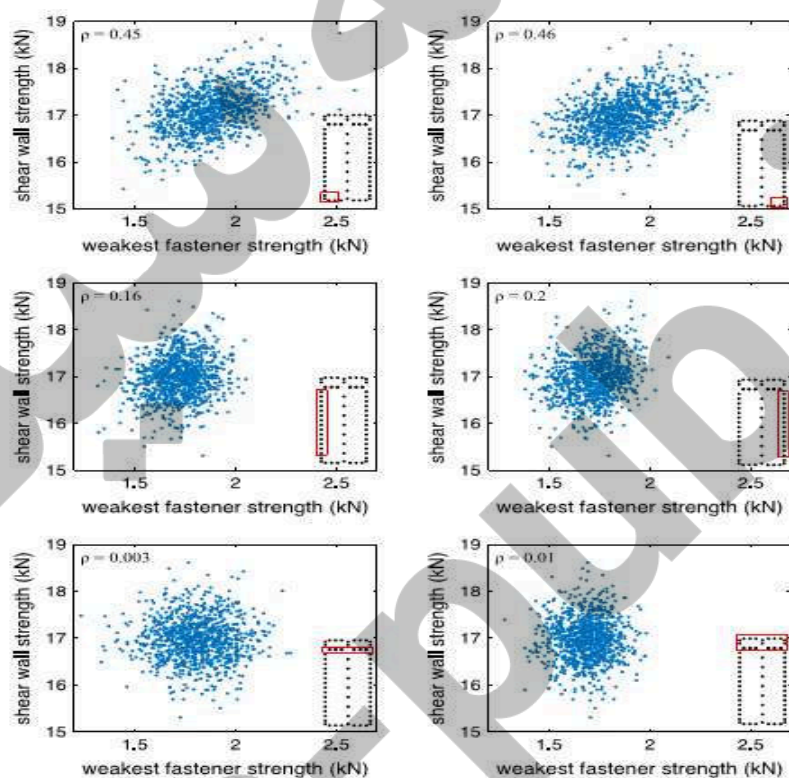 19
18
17
16
15
ρ = 0.45
shear wall strength (kN)
1.5 2 2.5
weakest fastener strength (kN)
19
18
17
16
15
ρ = 0.46
shear wall strength (kN)
1.5 2 2.5
weakest fastener strength (kN)
19
18
17
16
15
ρ = 0.16
shear wall strength (kN)
1.5 2 2.5
weakest fastener strength (kN)
19
18
17
16
15
ρ = 0.2
shear wall strength (kN)
1.5 2 2.5
weakest fastener strength (kN)
19
18
17
16
15
ρ = 0.003
shear wall strength (kN)
1.5 2 2.5
weakest fastener strength (kN)
19
18
17
16
15
ρ = 0.01
shear wall strength (kN)
1.5 2 2.5
weakest fastener strength (kN)